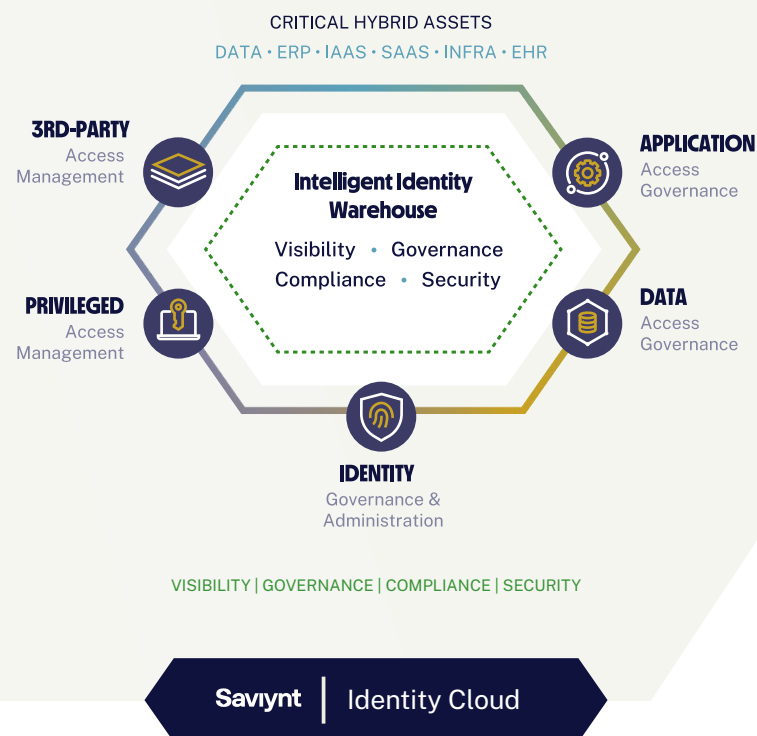 CRITICAL HYBRID ASSETS
DATA • ERP • IAAS • SAAS • INFRA • EHR
3RD-PARTY
Access
Management
APPLICATION
Access
Governance
Intelligent Identity
Warehouse
Visibility • Governance
Compliance • Security
PRIVILEGED
Access
Management
DATA
Access
Governance
IDENTITY
Governance &
Administration
VISIBILITY | GOVERNANCE | COMPLIANCE | SECURITY
Saviynt | Identity Cloud